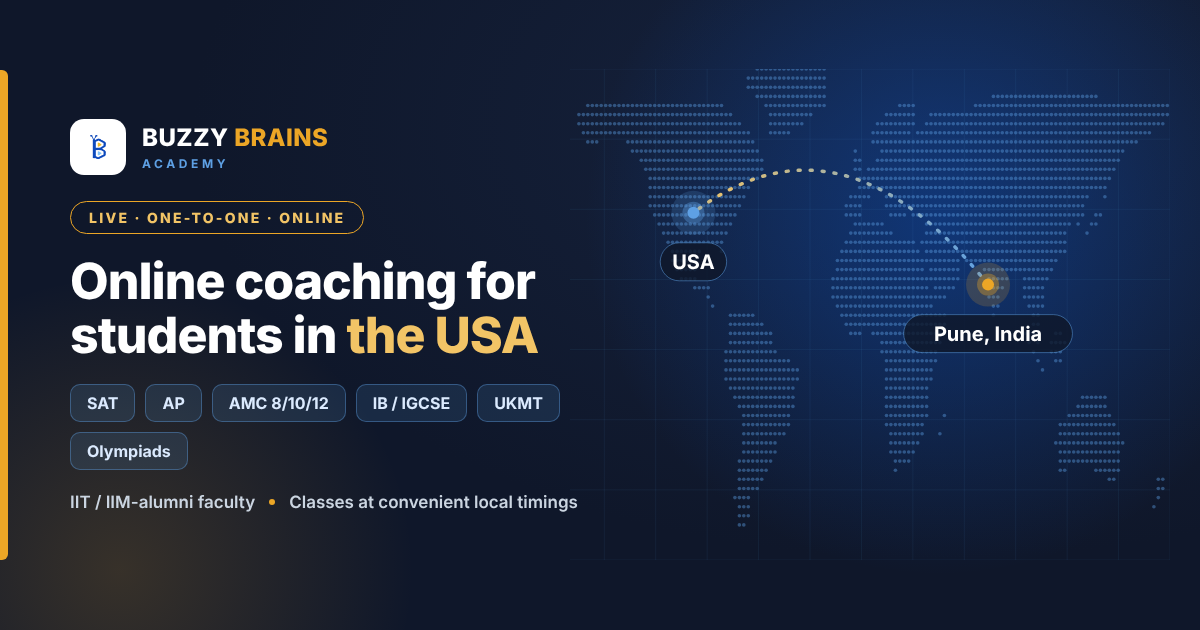 BUZZY BRAINS
ACADEMY
LIVE · ONE-TO-ONE · ONLINE
Online coaching for
students in the USA
SAT
AP
AMC 8/10/12
IB / IGCSE
UKMT
Olympiads
IIT / IIM-alumni faculty • Classes at convenient local timings
USA
Pune, India